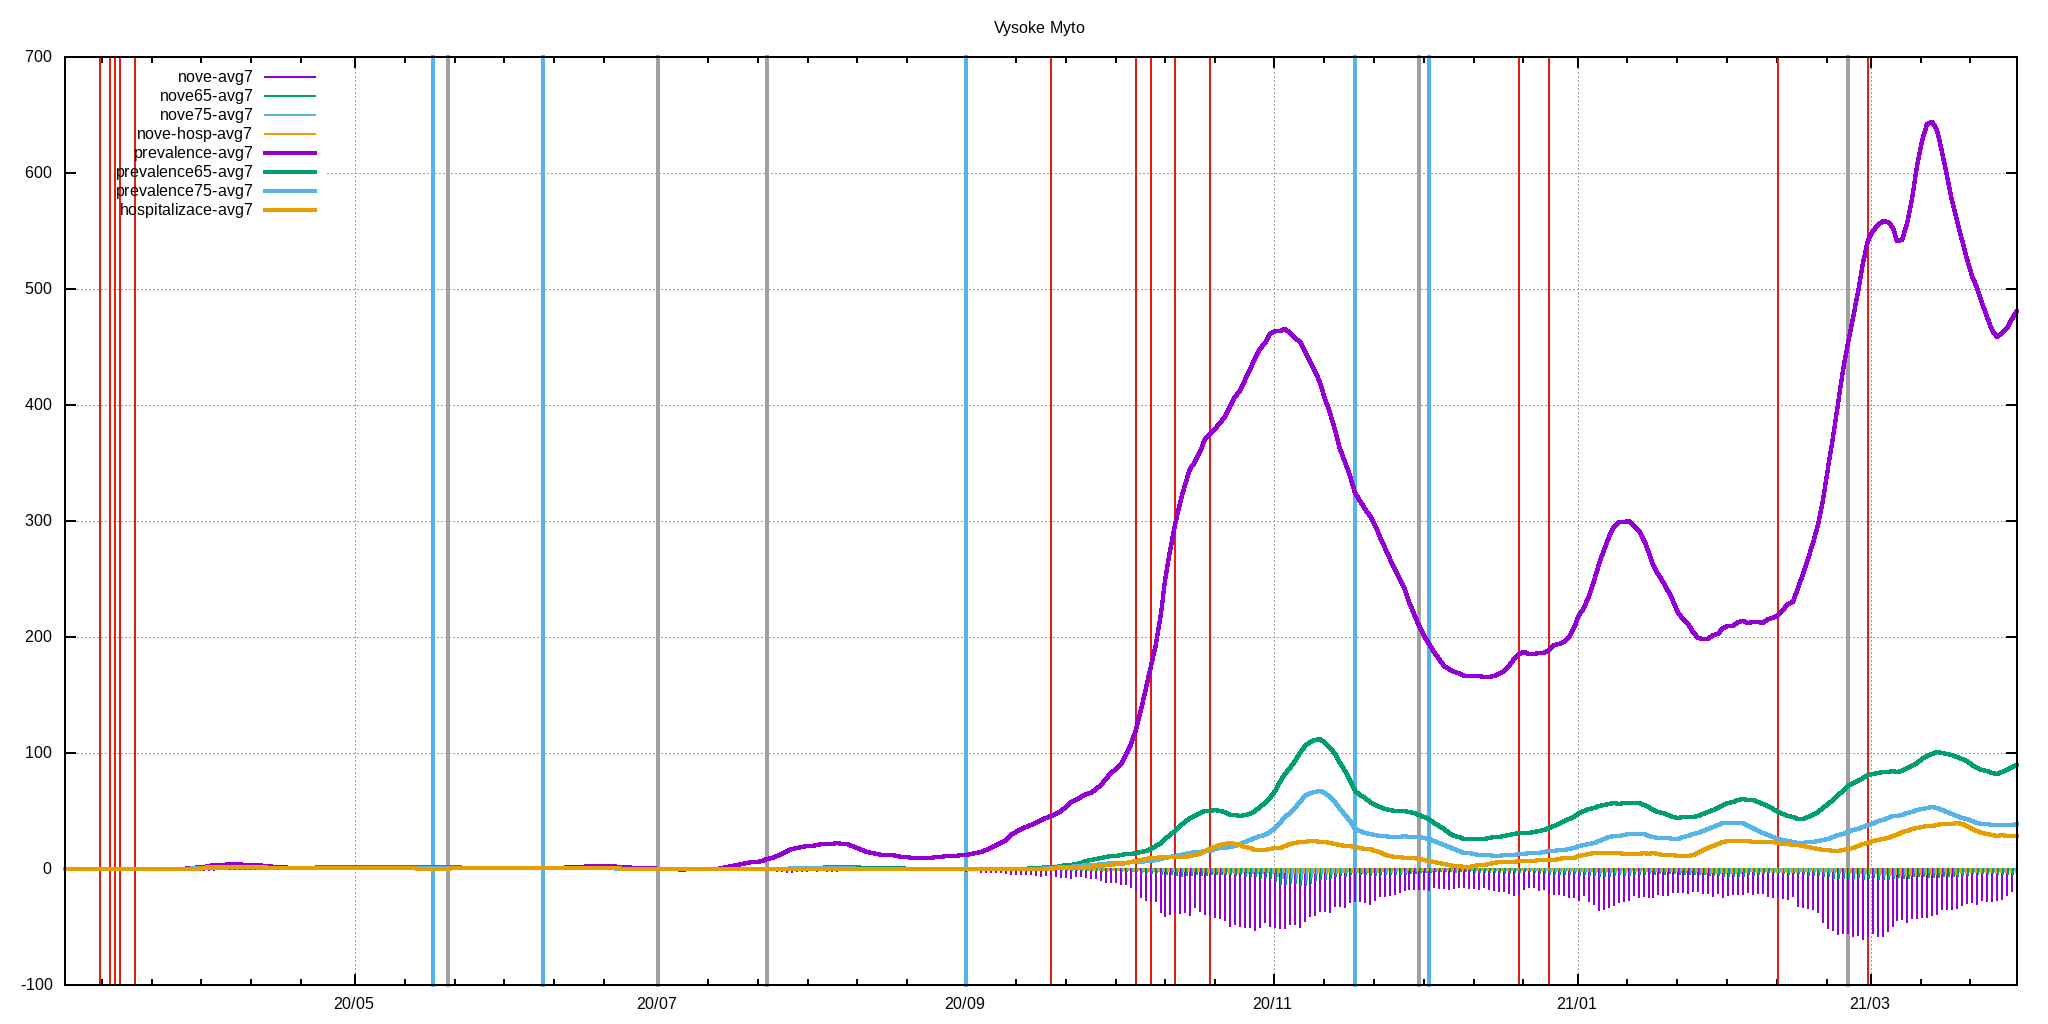 Vysoke Myto
700
600
500
400
300
200
100
0
-100
nove-avg7
nove65-avg7
nove75-avg7
nove-hosp-avg7
prevalence-avg7
prevalence65-avg7
prevalence75-avg7
hospitalizace-avg7
20/05
20/07
20/09
20/11
21/01
21/03